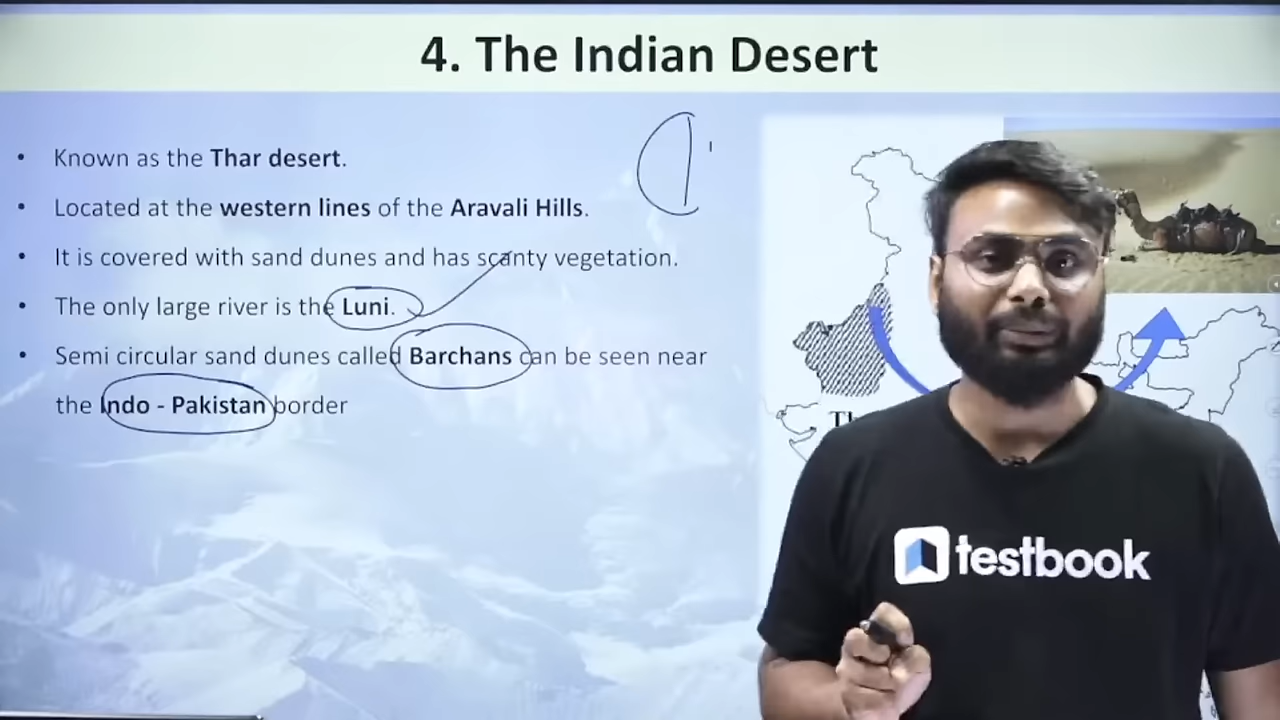 4. The Indian Desert
• Known as the Thar desert.
• Located at the western lines of the Aravali Hills.
• It is covered with sand dunes and has scanty vegetation.
• The only large river is the Luni.
• Semi circular sand dunes called Barchans can be seen near
the Indo - Pakistan border
testbook